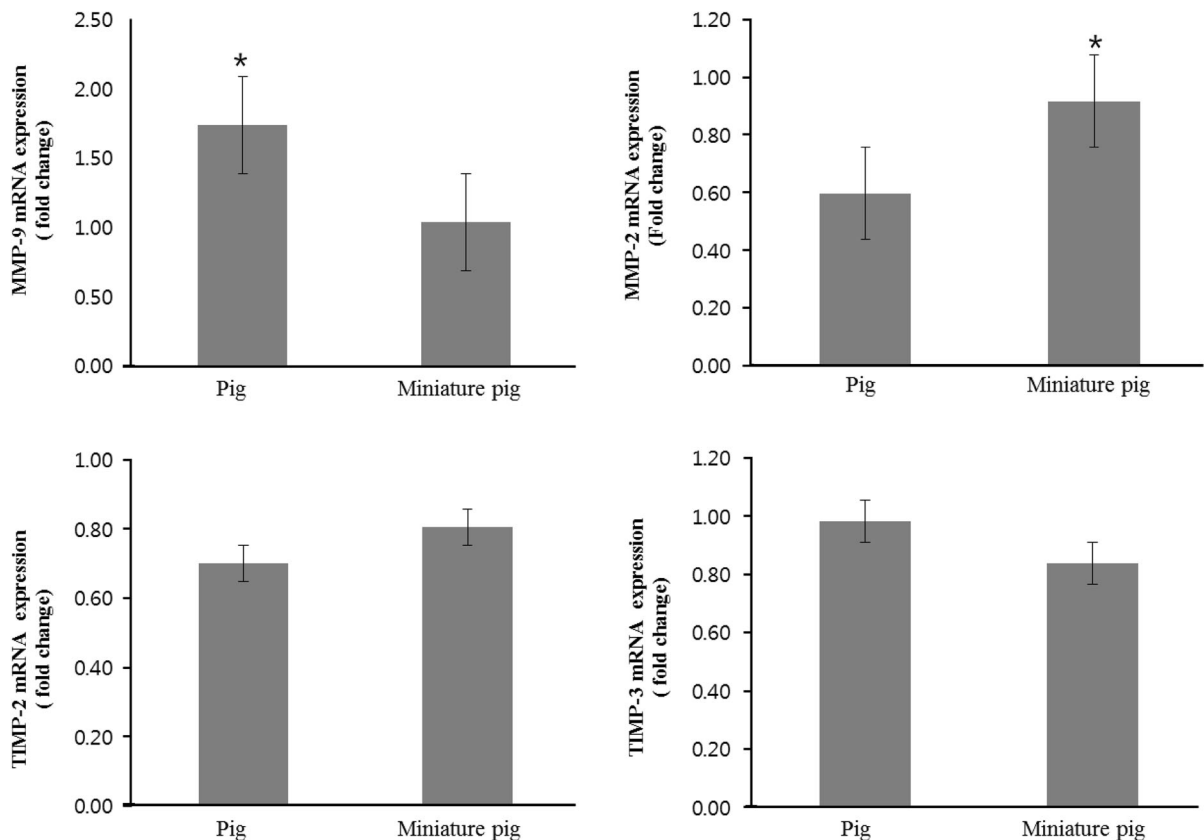 MMP-9 mRNA expression
( fold change)
2.50
2.00
1.50
1.00
0.50
0.00
*
Pig
Miniature pig
MMP-2 mRNA expression
(Fold change)
1.20
1.00
0.80
0.60
0.40
0.20
0.00
*
Pig
Miniature pig
TIMP-2 mRNA expression
( fold change)
1.00
0.80
0.60
0.40
0.20
0.00
Pig
Miniature pig
TIMP-3 mRNA expression
( fold change)
1.20
1.00
0.80
0.60
0.40
0.20
0.00
Pig
Miniature pig